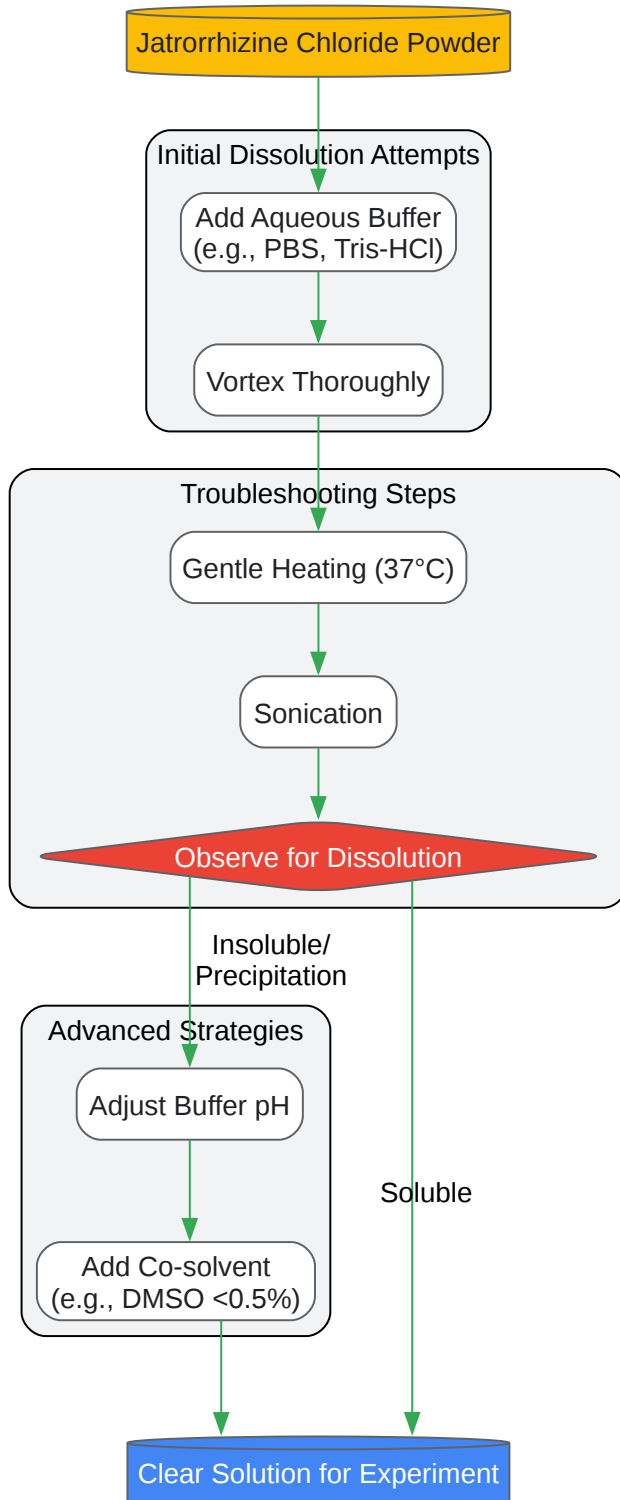 Jatrorrhizine Chloride Powder
Initial Dissolution Attempts
Add Aqueous Buffer
(e.g., PBS, Tris-HCl)
Vortex Thoroughly
Troubleshooting Steps
Gentle Heating (37°C)
Sonication
Observe for Dissolution
Insoluble/
Precipitation
Advanced Strategies
Adjust Buffer pH
Soluble
Add Co-solvent
(e.g., DMSO <0.5%)
Clear Solution for Experiment